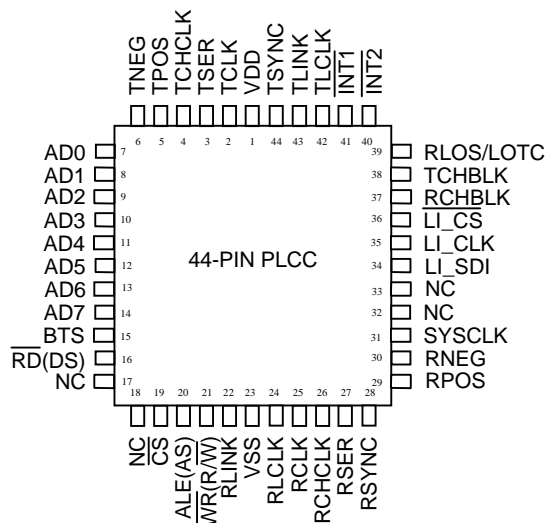 TNEG
TPOS
TCHCLK
TSER
TCLK
VDD
TSYNC
TLINK
TLCLK
INT1
INT2
6 5 4 3 2 1 44 43 42 41 40
AD0 7 39 RLOS/LOTC
AD1 8 38 TCHBLK
AD2 9 37 RCHBLK
AD3 10 36 LI_CS
AD4 11 35 LI_CLK
AD5 12 44-PIN PLCC 34 LI_SDI
AD6 13 33 NC
AD7 14 32 NC
BTS 15 31 SYSCLK
RD(DS) 16 30 RNEG
NC 17 29 RPOS
18 19 20 21 22 23 24 25 26 27 28
NC
CS
ALE(AS)
WR(R/W)
RLINK
VSS
RLCLK
RCLK
RCHCLK
RSER
RSYNC